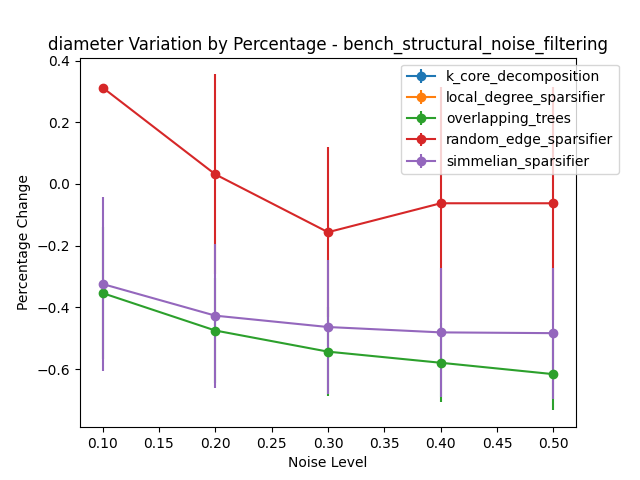 diameter Variation by Percentage - bench_structural_noise_filtering
k_core_decomposition
local_degree_sparsifier
overlapping_trees
random_edge_sparsifier
simmelian_sparsifier
Percentage Change
0.4
0.2
0.0
−0.2
−0.4
−0.6
0.10
0.15
0.20
0.25
0.30
0.35
0.40
0.45
0.50
Noise Level